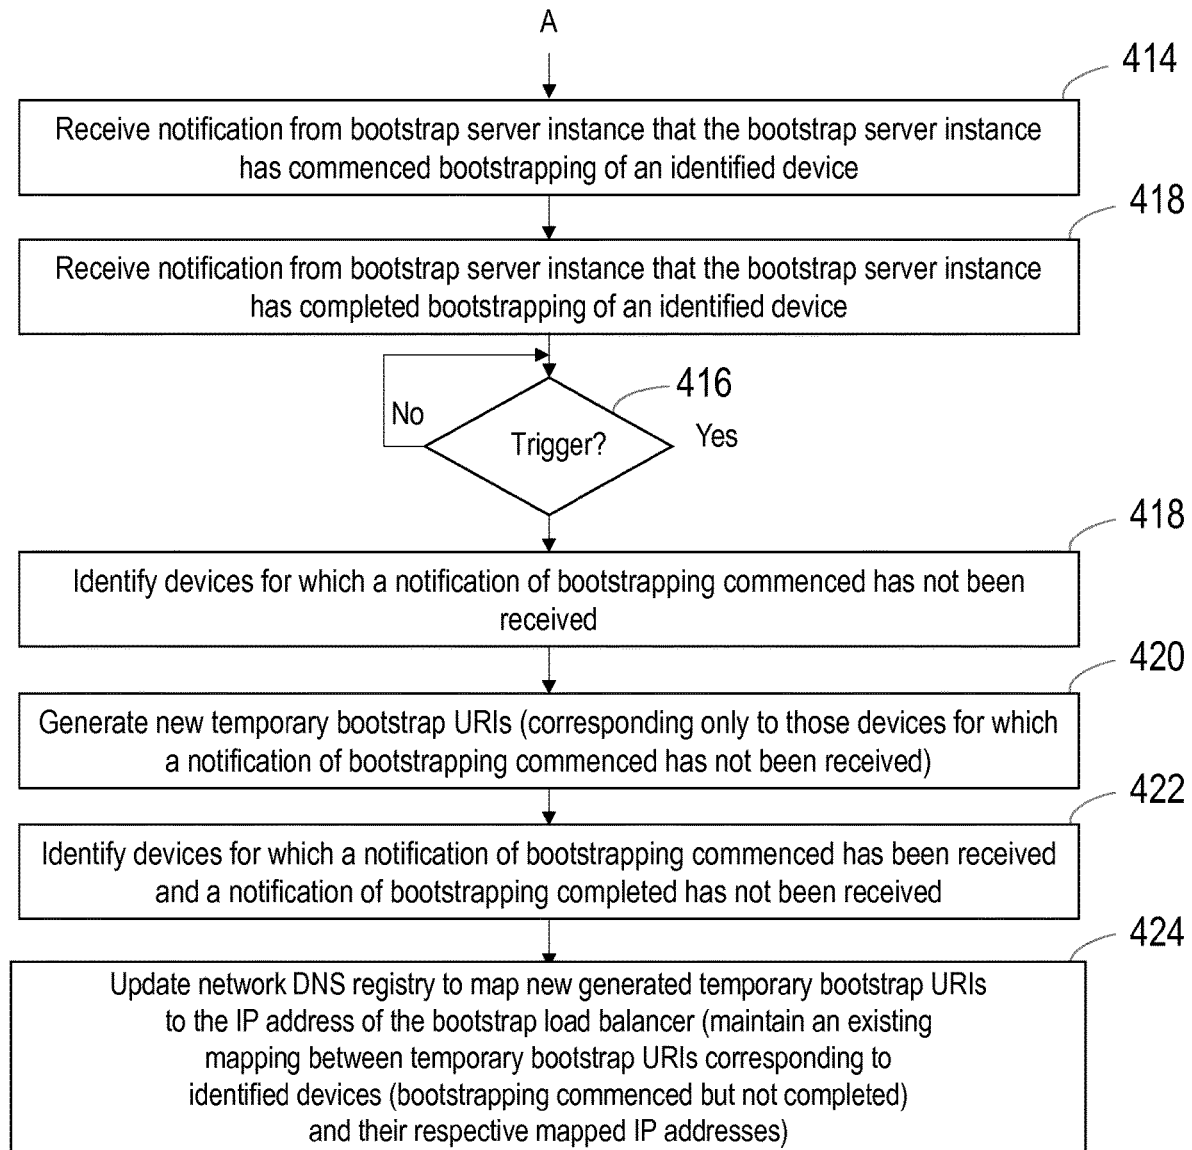 A
414
Receive notification from bootstrap server instance that the bootstrap server instance
has commenced bootstrapping of an identified device
418
Receive notification from bootstrap server instance that the bootstrap server instance
has completed bootstrapping of an identified device
416
No
Trigger?
Yes
418
Identify devices for which a notification of bootstrapping commenced has not been
received
420
Generate new temporary bootstrap URIs (corresponding only to those devices for which
a notification of bootstrapping commenced has not been received)
422
Identify devices for which a notification of bootstrapping commenced has been received
and a notification of bootstrapping completed has not been received
424
Update network DNS registry to map new generated temporary bootstrap URIs
to the IP address of the bootstrap load balancer (maintain an existing
mapping between temporary bootstrap URIs corresponding to
identified devices (bootstrapping commenced but not completed)
and their respective mapped IP addresses)